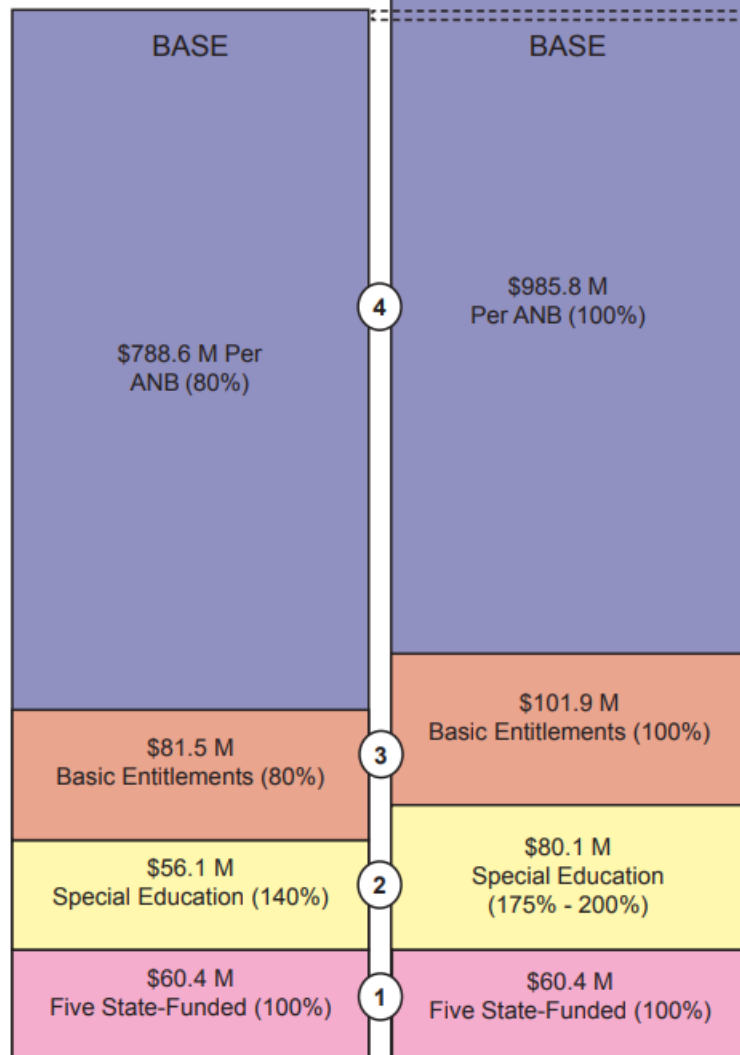 BASE
$788.6 M Per
ANB (80%)
$81.5 M
Basic Entitlements (80%)
$56.1 M
Special Education (140%)
$60.4 M
Five State-Funded (100%)
4
3
2
1
BASE
$985.8 M
Per ANB (100%)
$101.9 M
Basic Entitlements (100%)
$80.1 M
Special Education
(175% - 200%)
$60.4 M
Five State-Funded (100%)